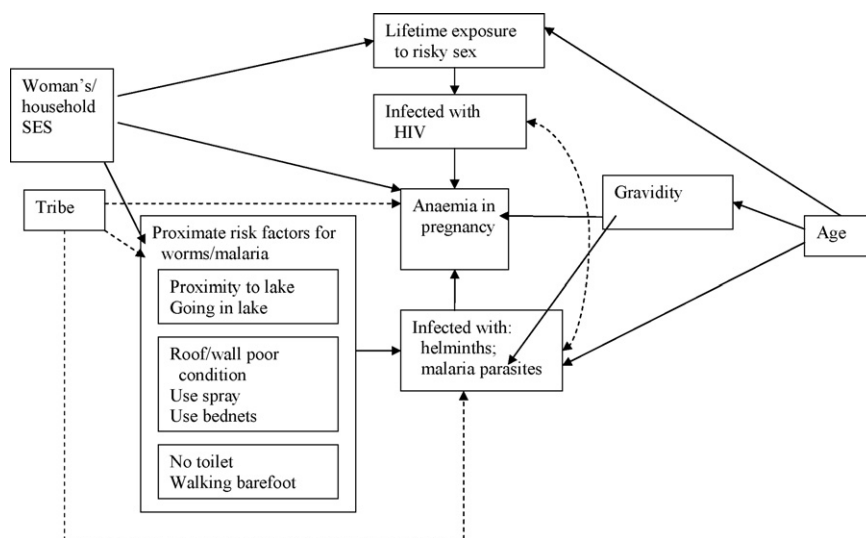 Lifetime exposure
to risky sex
Woman's/
household
SES
Infected with
HIV
Tribe
Anaemia in
pregnancy
Gravidity
Age
Proximate risk factors for
worms/malaria
Proximity to lake
Going in lake
Infected with:
helminths;
malaria parasites
Roof/wall poor
condition
Use spray
Use bednets
No toilet
Walking barefoot